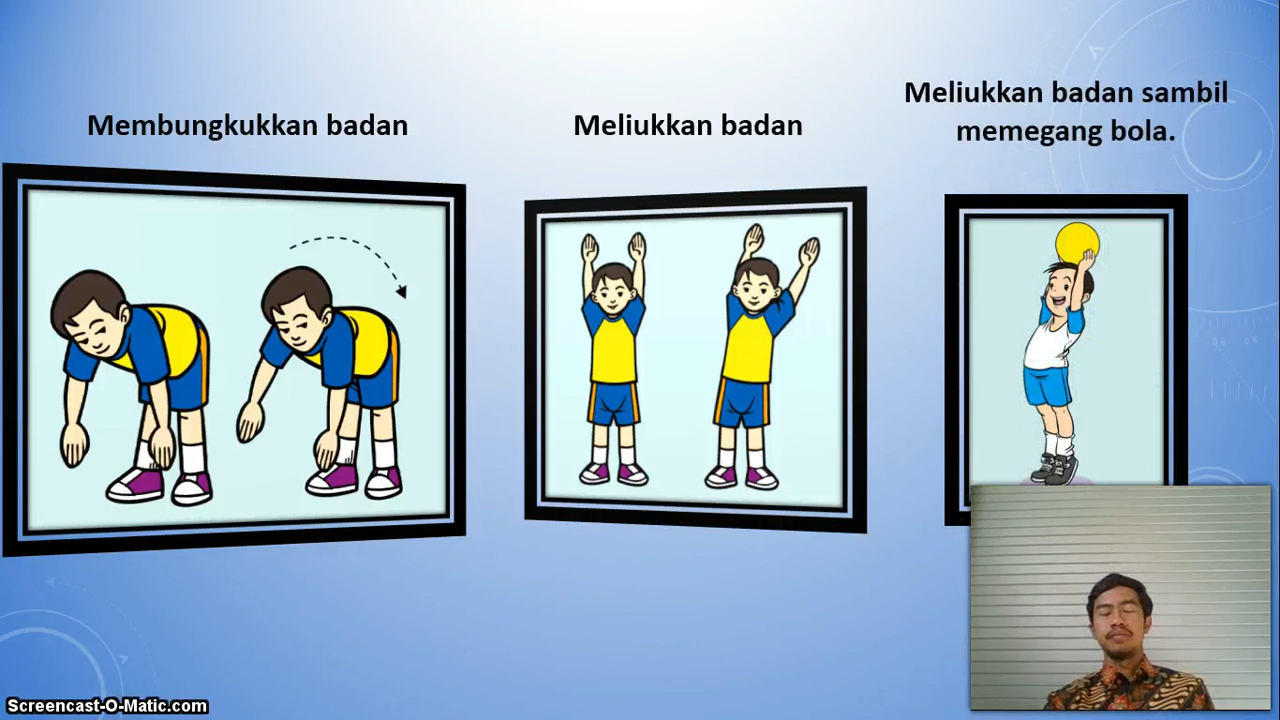 Membungkukkan badan
Meliukkan badan
Meliukkan badan sambil
memegang bola.
Screencast-O-Matic.com